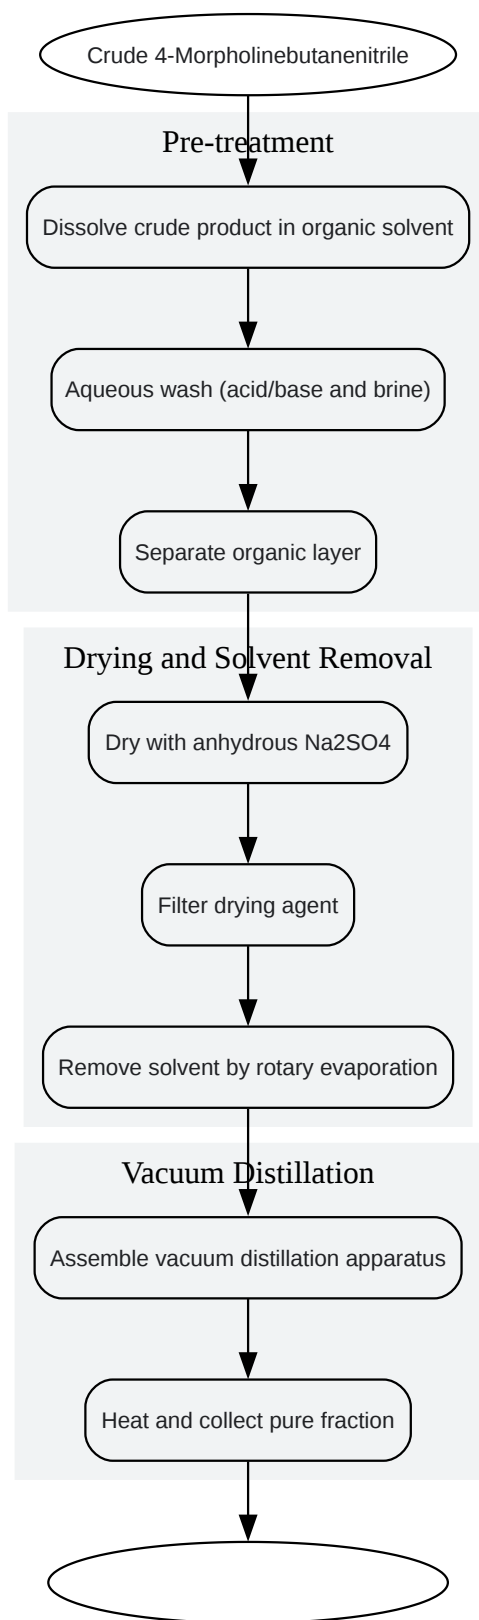 Crude 4-Morpholinebutanenitrile
Pre-treatment
Dissolve crude product in organic solvent
Aqueous wash (acid/base and brine)
Separate organic layer
Drying and Solvent Removal
Dry with anhydrous Na2SO4
Filter drying agent
Remove solvent by rotary evaporation
Vacuum Distillation
Assemble vacuum distillation apparatus
Heat and collect pure fraction